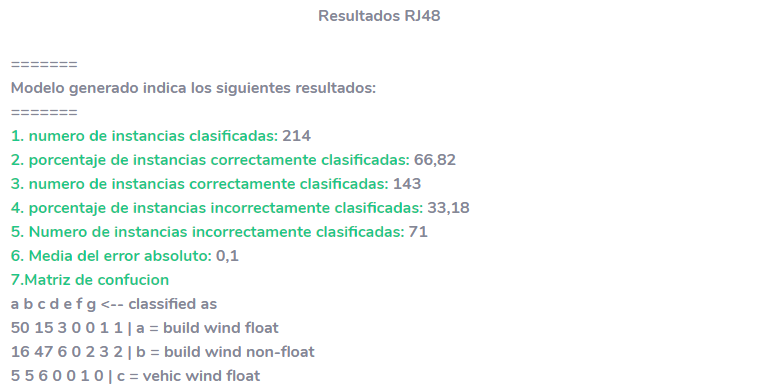 Resultados RJ48
=======
Modelo generado indica los siguientes resultados:
=======
1. numero de instancias clasificadas: 214
2. porcentaje de instancias correctamente clasificadas: 66,82
3. numero de instancias correctamente clasificadas: 143
4. porcentaje de instancias incorrectamente clasificadas: 33,18
5. Numero de instancias incorrectamente clasificadas: 71
6. Media del error absoluto: 0,1
7.Matriz de confucion
a b c d e f g <-- classified as
50 15 3 0 0 1 1 | a = build wind float
16 47 6 0 2 3 2 | b = build wind non-float
5 5 6 0 0 1 0 | c = vehic wind float